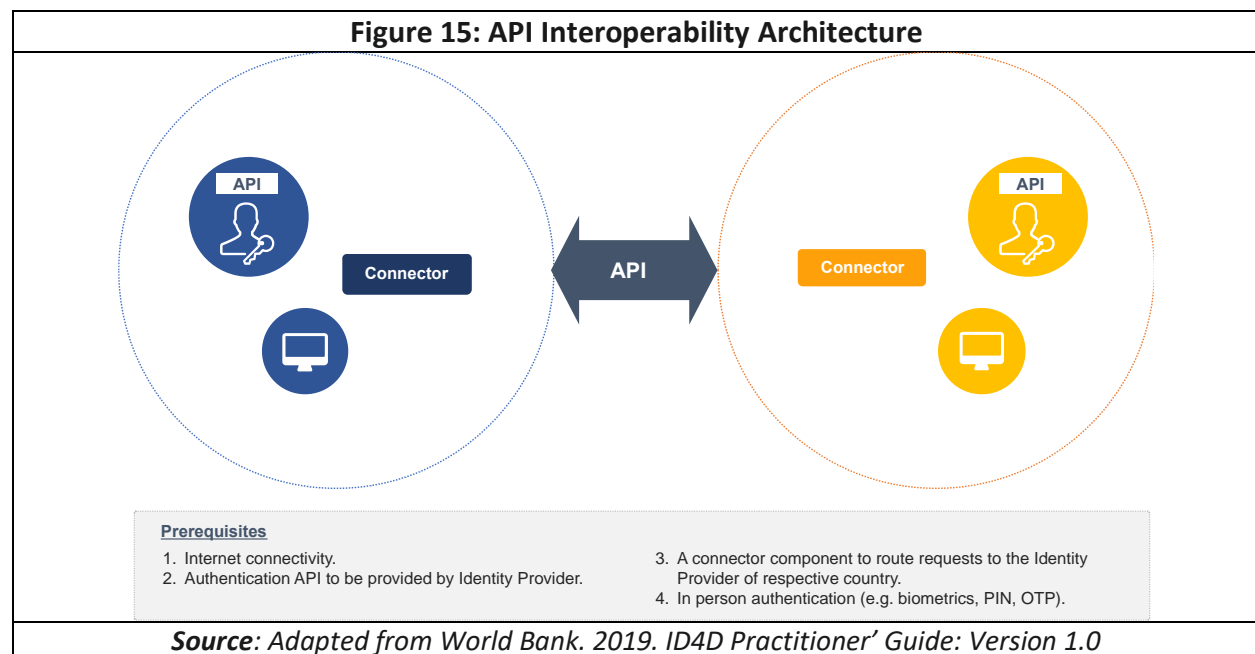 Figure 15: API Interoperability Architecture
API
Connector
API
Connector
API
Prerequisites
1. Internet connectivity.
2. Authentication API to be provided by Identity Provider.
3. A connector component to route requests to the Identity
Provider of respective country.
4. In person authentication (e.g. biometrics, PIN, OTP).
Source: Adapted from World Bank. 2019. ID4D Practitioner’ Guide: Version 1.0